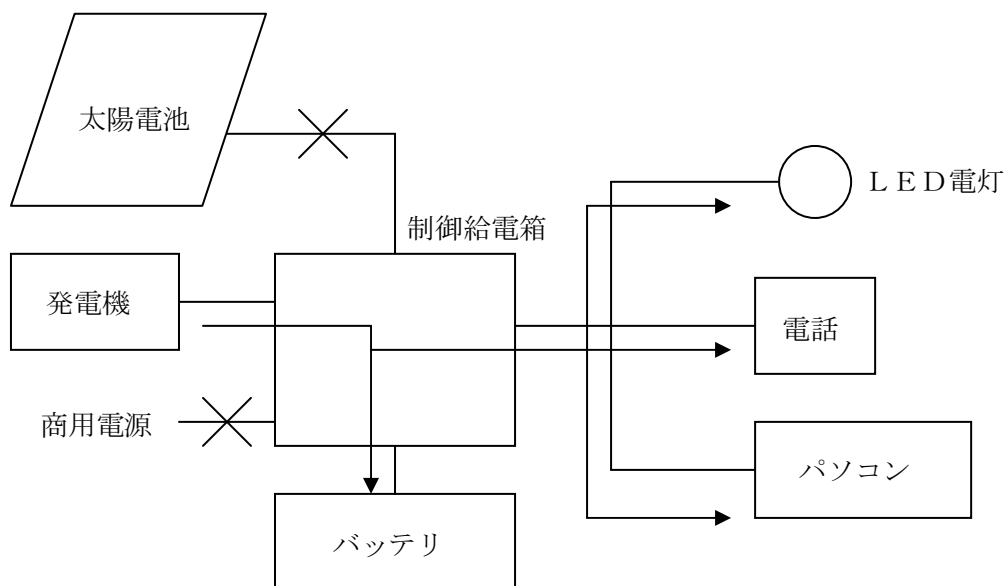 太陽電池
ＬＥＤ電灯
制御給電箱
発電機
電話
商用電源
パソコン
バッテリ